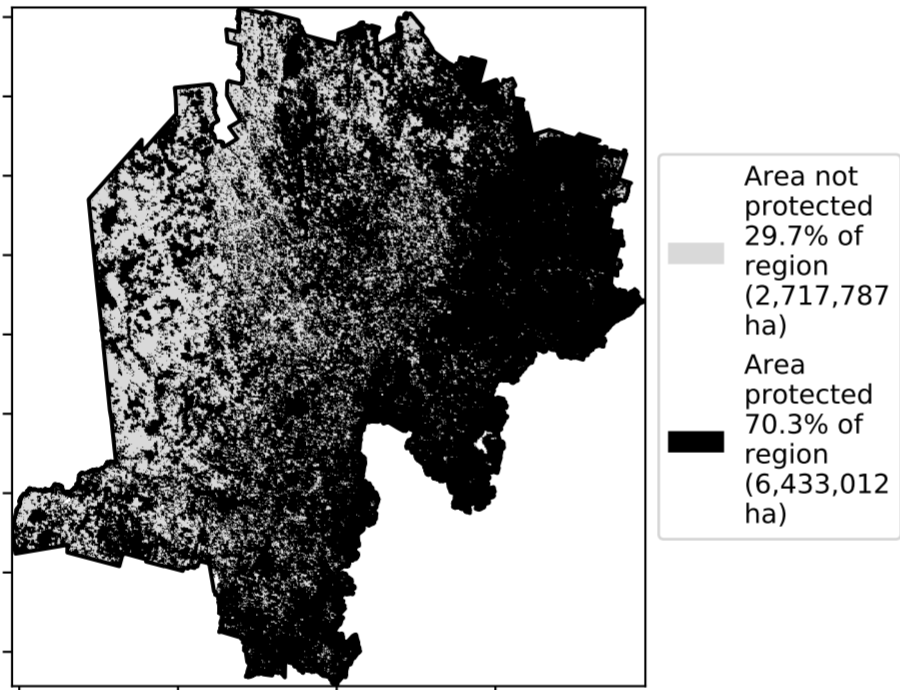 Area not
protected
29.7% of
region
(2,717,787
ha)
Area
protected
70.3% of
region
(6,433,012
ha)